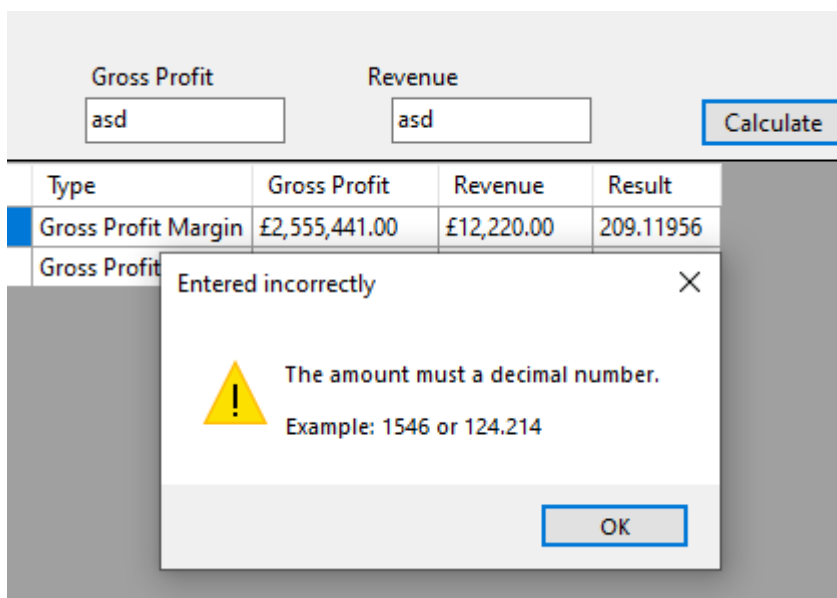 Gross Profit Revenue
asd asd Calculate
Type Gross Profit Revenue Result
Gross Profit Margin £2,555,441.00 £12,220.00 209.11956
Gross Profit
Entered incorrectly
The amount must a decimal number.
Example: 1546 or 124.214
OK